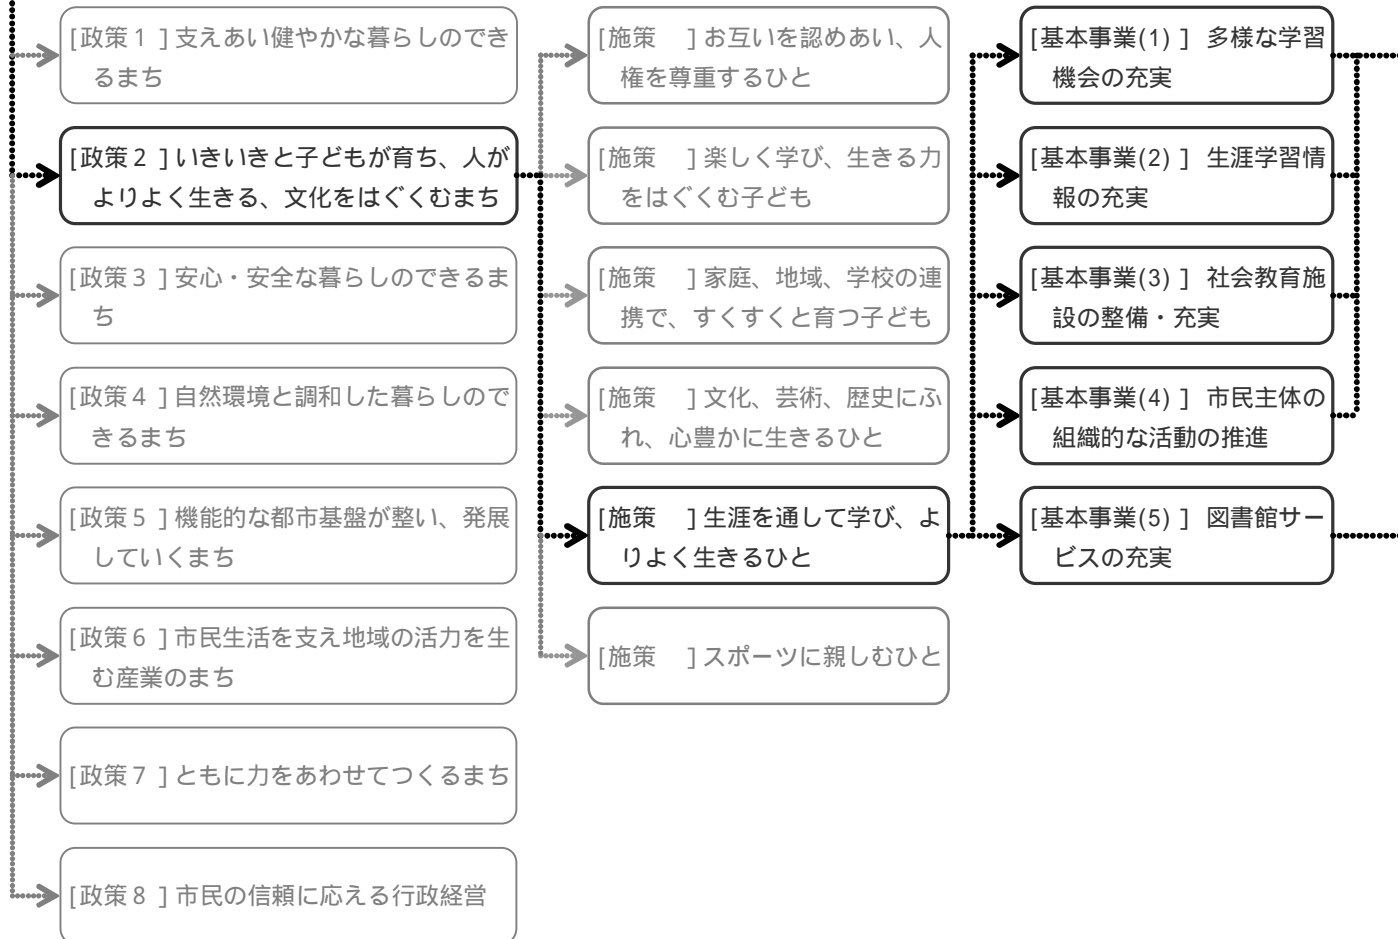 [政策１]支えあい健やかな暮らしのでき
るまち
[政策２]いきいきと子どもが育ち、人が
よりよく生きる、文化をはぐくむまち
[政策３]安心・安全な暮らしのできるま
ち
[政策４]自然環境と調和した暮らしので
きるまち
[政策５]機能的な都市基盤が整い、発展
していくまち
[政策６]市民生活を支え地域の活力を生
む産業のまち
[政策７]ともに力をあわせてつくるまち
[政策８]市民の信頼に応える行政経営
[施策　]お互いを認めあい、人
権を尊重するひと
[施策　]楽しく学び、生きる力
をはぐくむ子ども
[施策　]家庭、地域、学校の連
携で、すくすくと育つ子ども
[施策　]文化、芸術、歴史にふ
れ、心豊かに生きるひと
[施策　]生涯を通して学び、よ
りよく生きるひと
[施策　]スポーツに親しむひと
[基本事業(1)] 多様な学習
機会の充実
[基本事業(2)] 生涯学習情
報の充実
[基本事業(3)] 社会教育施
設の整備・充実
[基本事業(4)] 市民主体の
組織的な活動の推進
[基本事業(5)] 図書館サー
ビスの充実